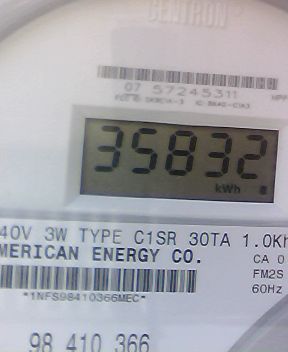 CENTRON
07 57245311
35832
kWh
40V 3W TYPE C1SR 30TA 1.0Kh
MERICAN ENERGY CO.
CA 0
FM2S
*1NFS98410366MEC*
60Hz
98 410 366